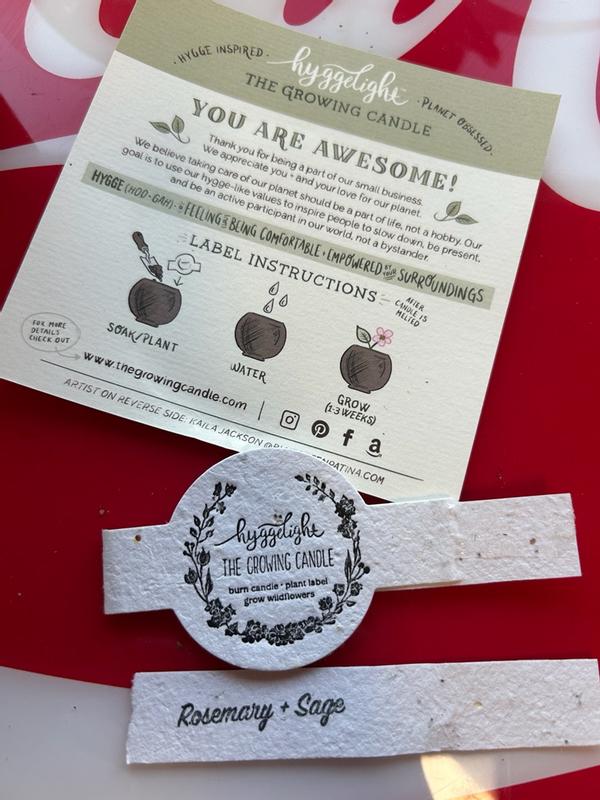 · HYGGE INSPIRED · hyggelight · PLANET OBSESSED ·
THE GROWING CANDLE
YOU ARE AWESOME!
Thank you for being a part of our small business.
We appreciate you + and your love for our planet.
We believe taking care of our planet should be a part of life, not a hobby. Our
goal is to use our hygge-like values to inspire people to slow down, be present,
and be an active participant in our world, not a bystander.
HYGGE (HOO-GAH) · A FEELING OF BEING COMFORTABLE + EMPOWERED BY YOUR SURROUNDINGS
LABEL INSTRUCTIONS
AFTER
CANDLE IS
MELTED
SOAK/PLANT
WATER
GROW
(1-3 WEEKS)
FOR MORE
DETAILS
CHECK OUT
www.thegrowingcandle.com
ARTIST ON REVERSE SIDE: KAILA JACKSON
hyggelight
THE GROWING CANDLE
burn candle · plant label
grow wildflowers
Rosemary + Sage